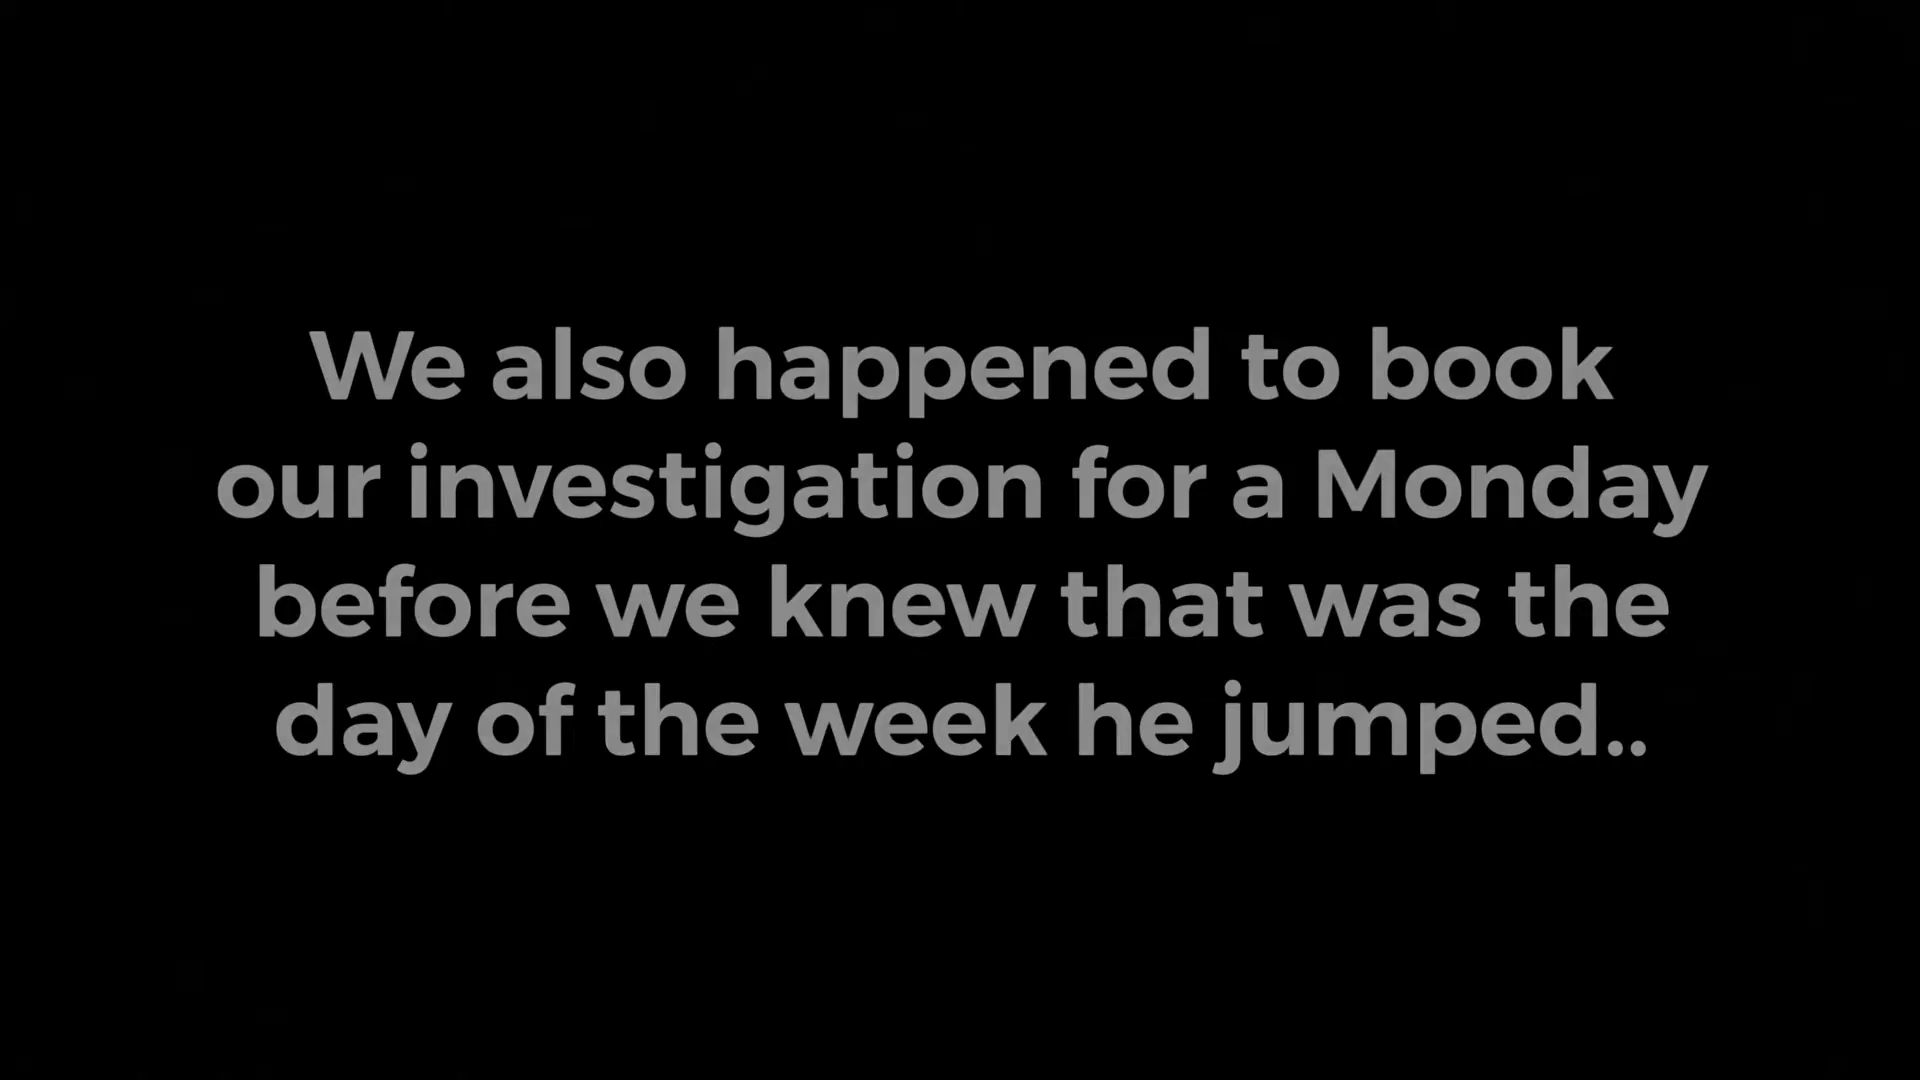 We also happened to book
our investigation for a Monday
before we knew that was the
day of the week he jumped..